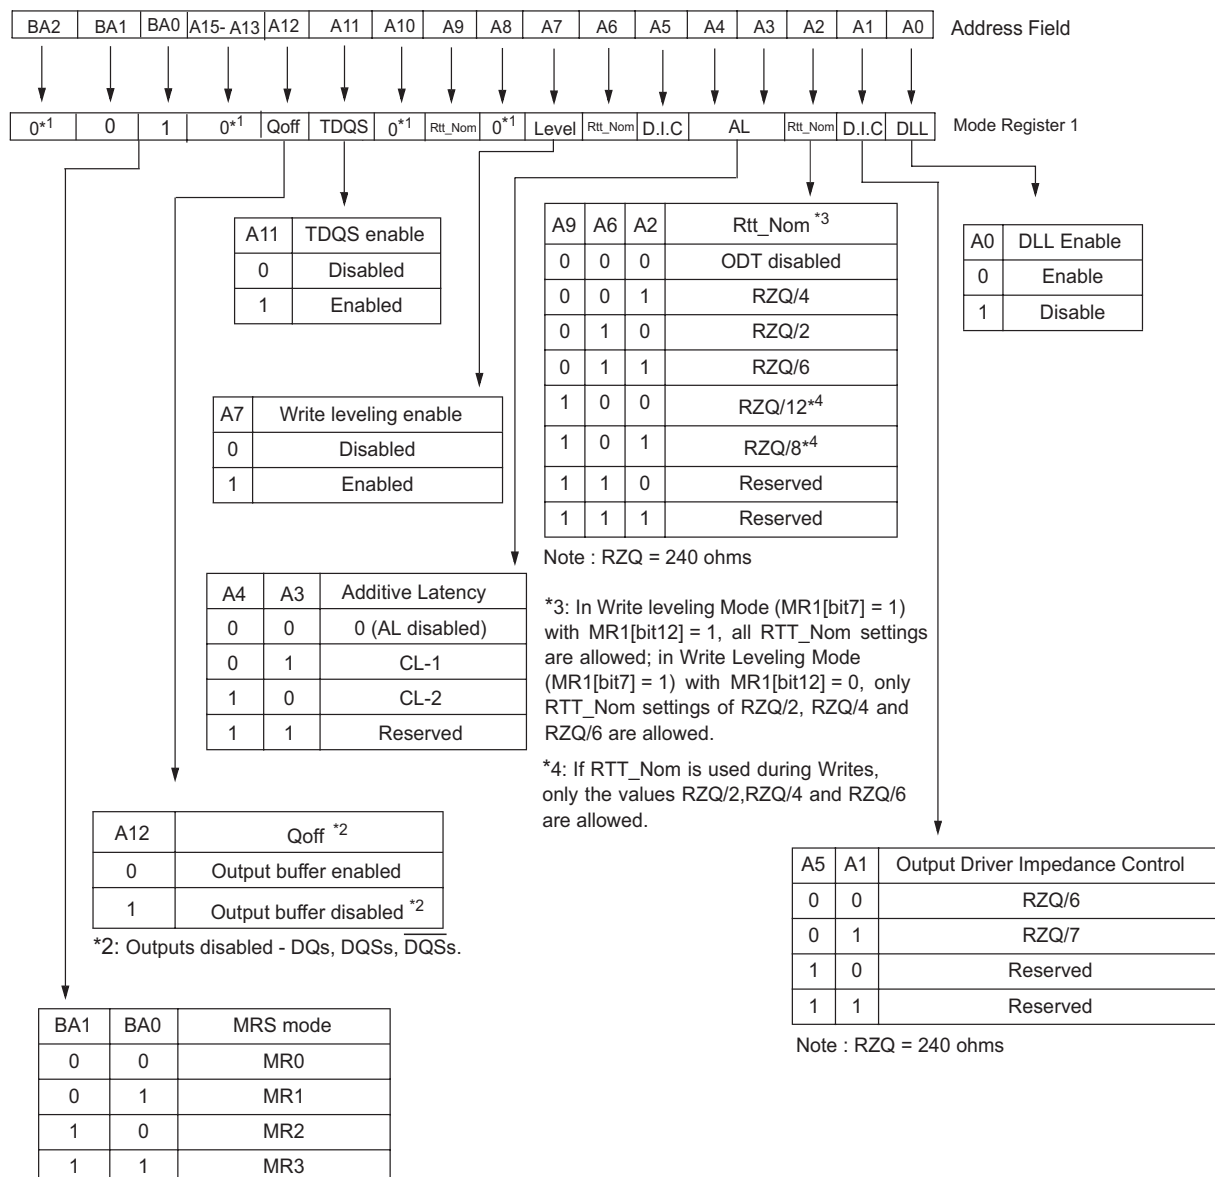 BA2 BA1 BA0 A15- A13 A12 A11 A10 A9 A8 A7 A6 A5 A4 A3 A2 A1 A0 Address Field
0*1 0 1 0*1 Qoff TDQS 0*1 Rtt_Nom 0*1 Level Rtt_Nom D.I.C AL Rtt_Nom D.I.C DLL Mode Register 1
A11 TDQS enable
0 Disabled
1 Enabled
A9 A6 A2 Rtt_Nom *3
0 0 0 ODT disabled
0 0 1 RZQ/4
0 1 0 RZQ/2
0 1 1 RZQ/6
1 0 0 RZQ/12*4
1 0 1 RZQ/8*4
1 1 0 Reserved
1 1 1 Reserved
Note : RZQ = 240 ohms
*3: In Write leveling Mode (MR1[bit7] = 1)
with MR1[bit12] = 1, all RTT_Nom settings
are allowed; in Write Leveling Mode
(MR1[bit7] = 1) with MR1[bit12] = 0, only
RTT_Nom settings of RZQ/2, RZQ/4 and
RZQ/6 are allowed.
*4: If RTT_Nom is used during Writes,
only the values RZQ/2,RZQ/4 and RZQ/6
are allowed.
A0 DLL Enable
0 Enable
1 Disable
A7 Write leveling enable
0 Disabled
1 Enabled
A4 A3 Additive Latency
0 0 0 (AL disabled)
0 1 CL-1
1 0 CL-2
1 1 Reserved
A12 Qoff *2
0 Output buffer enabled
1 Output buffer disabled *2
*2: Outputs disabled - DQs, DQSs, D̅Q̅S̅s.
A5 A1 Output Driver Impedance Control
0 0 RZQ/6
0 1 RZQ/7
1 0 Reserved
1 1 Reserved
Note : RZQ = 240 ohms
BA1 BA0 MRS mode
0 0 MR0
0 1 MR1
1 0 MR2
1 1 MR3